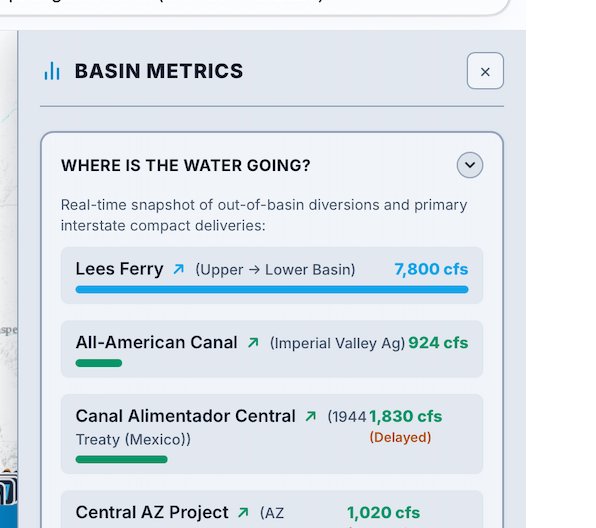 BASIN METRICS
×
WHERE IS THE WATER GOING?
Real-time snapshot of out-of-basin diversions and primary
interstate compact deliveries:
Lees Ferry ↗ (Upper → Lower Basin) 7,800 cfs
All-American Canal ↗ (Imperial Valley Ag) 924 cfs
Canal Alimentador Central ↗ (1944 1,830 cfs
Treaty (Mexico)) (Delayed)
Central AZ Project ↗ (AZ 1,020 cfs